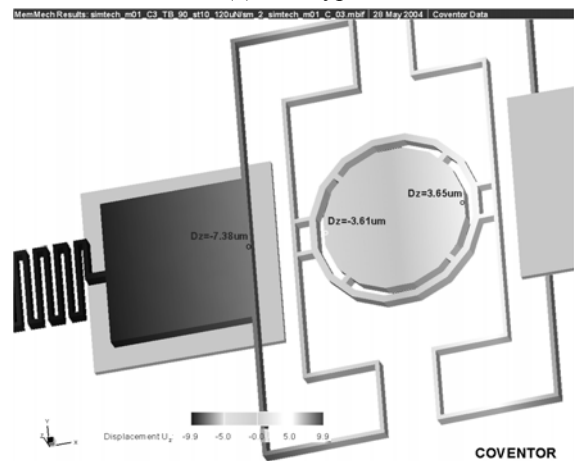 MemMech Results: simtech_m01_C3_TB_90_st10_120uN/sm_2_simtech_m01_C_03.mbif | 28 May 2004 | Coventor Data
Dz=3.65um
Dz=-3.61um
Dz=-7.38um
Y
Z
X
Displacement U_z: -9.9 -5.0 -0.0 5.0 9.9
COVENTOR